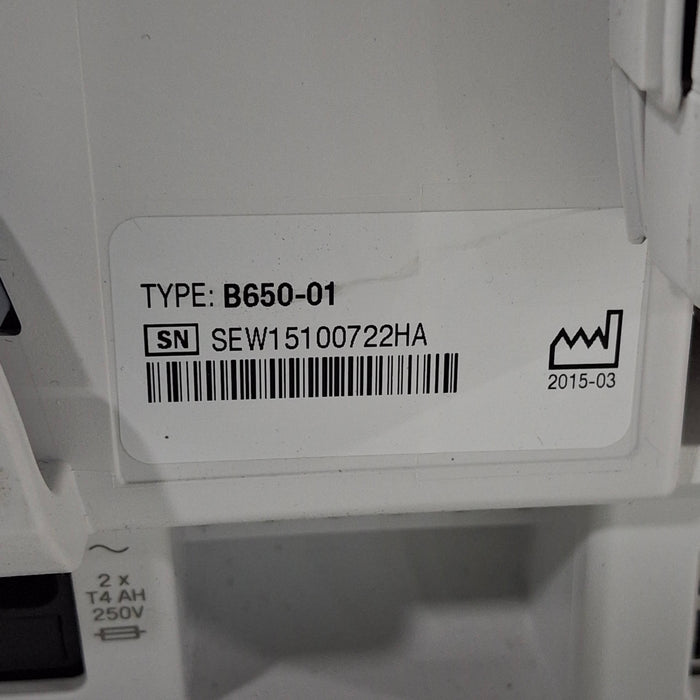 TYPE: B650-01
SN SEW15100722HA
2015-03
2 x
T4 AH
250V